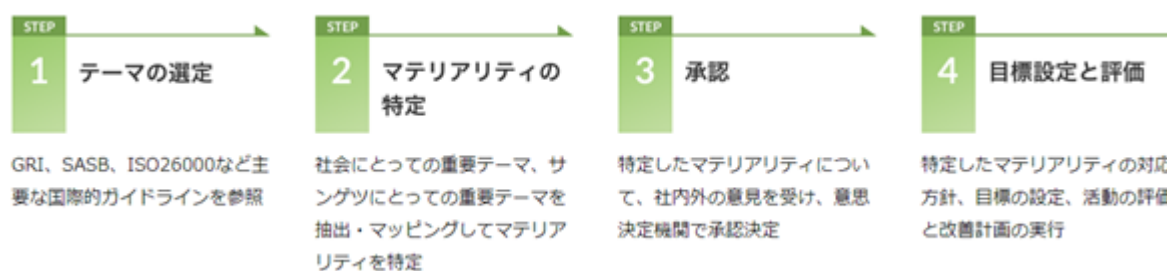 STEP
1
テーマの選定
GRI、SASB、ISO26000など主
要な国際的ガイドラインを参照
STEP
2
マテリアリティの
特定
社会にとっての重要テーマ、サ
ンゲツにとっての重要テーマを
抽出・マッピングしてマテリア
リティを特定
STEP
3
承認
特定したマテリアリティについ
て、社内外の意見を受け、意思
決定機関で承認決定
STEP
4
目標設定と評価
特定したマテリアリティの対応
方針、目標の設定、活動の評価
と改善計画の実行